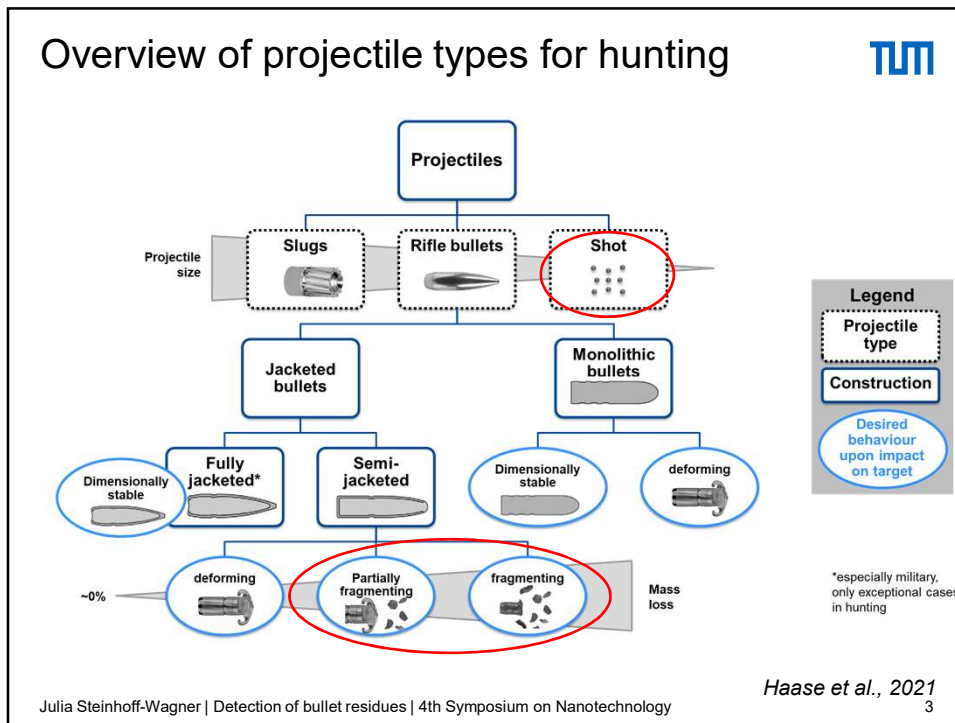 Overview of projectile types for hunting
TUM
Projectiles
Projectile
size
Slugs
Rifle bullets
Shot
Legend
Projectile
type
Construction
Desired
behaviour
upon impact
on target
Jacketed
bullets
Monolithic
bullets
Dimensionally
stable
Fully
jacketed*
Semi-
jacketed
Dimensionally
stable
deforming
~0%
deforming
Partially
fragmenting
fragmenting
Mass
loss
*especially military,
only exceptional cases
in hunting
Haase et al., 2021
Julia Steinhoff-Wagner | Detection of bullet residues | 4th Symposium on Nanotechnology
3